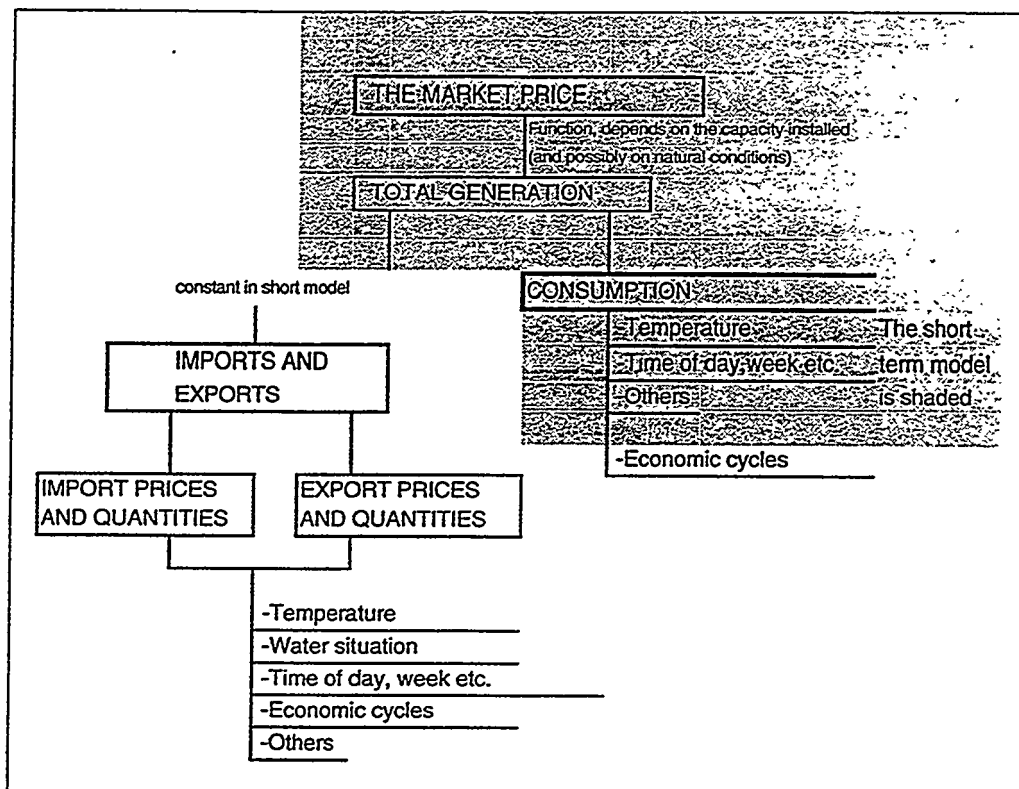 THE MARKET PRICE
Function, depends on the capacity installed
(and possibly on natural conditions)
TOTAL GENERATION
constant in short model
CONSUMPTION
-Temperature
-Time of day, week etc.
-Others
-Economic cycles
The short
term model
is shaded
IMPORTS AND
EXPORTS
IMPORT PRICES
AND QUANTITIES
EXPORT PRICES
AND QUANTITIES
-Temperature
-Water situation
-Time of day, week etc.
-Economic cycles
-Others